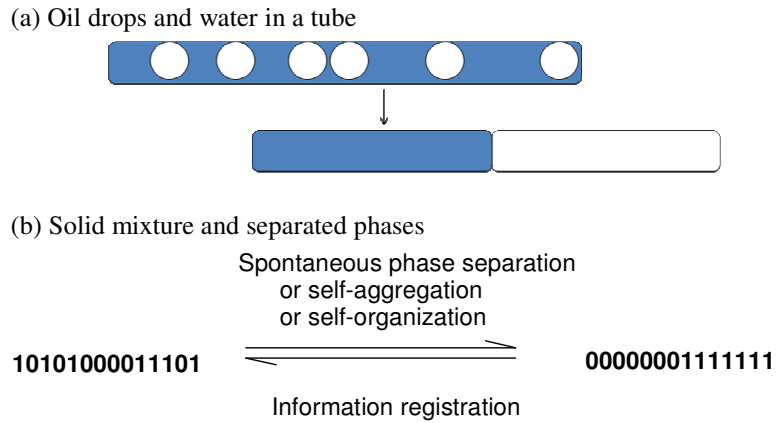 (a) Oil drops and water in a tube
(b) Solid mixture and separated phases
Spontaneous phase separation
or self-aggregation
or self-organization
10101000011101
00000001111111
Information registration